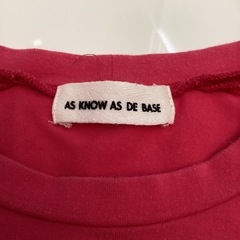 AS KNOW AS DE BASE